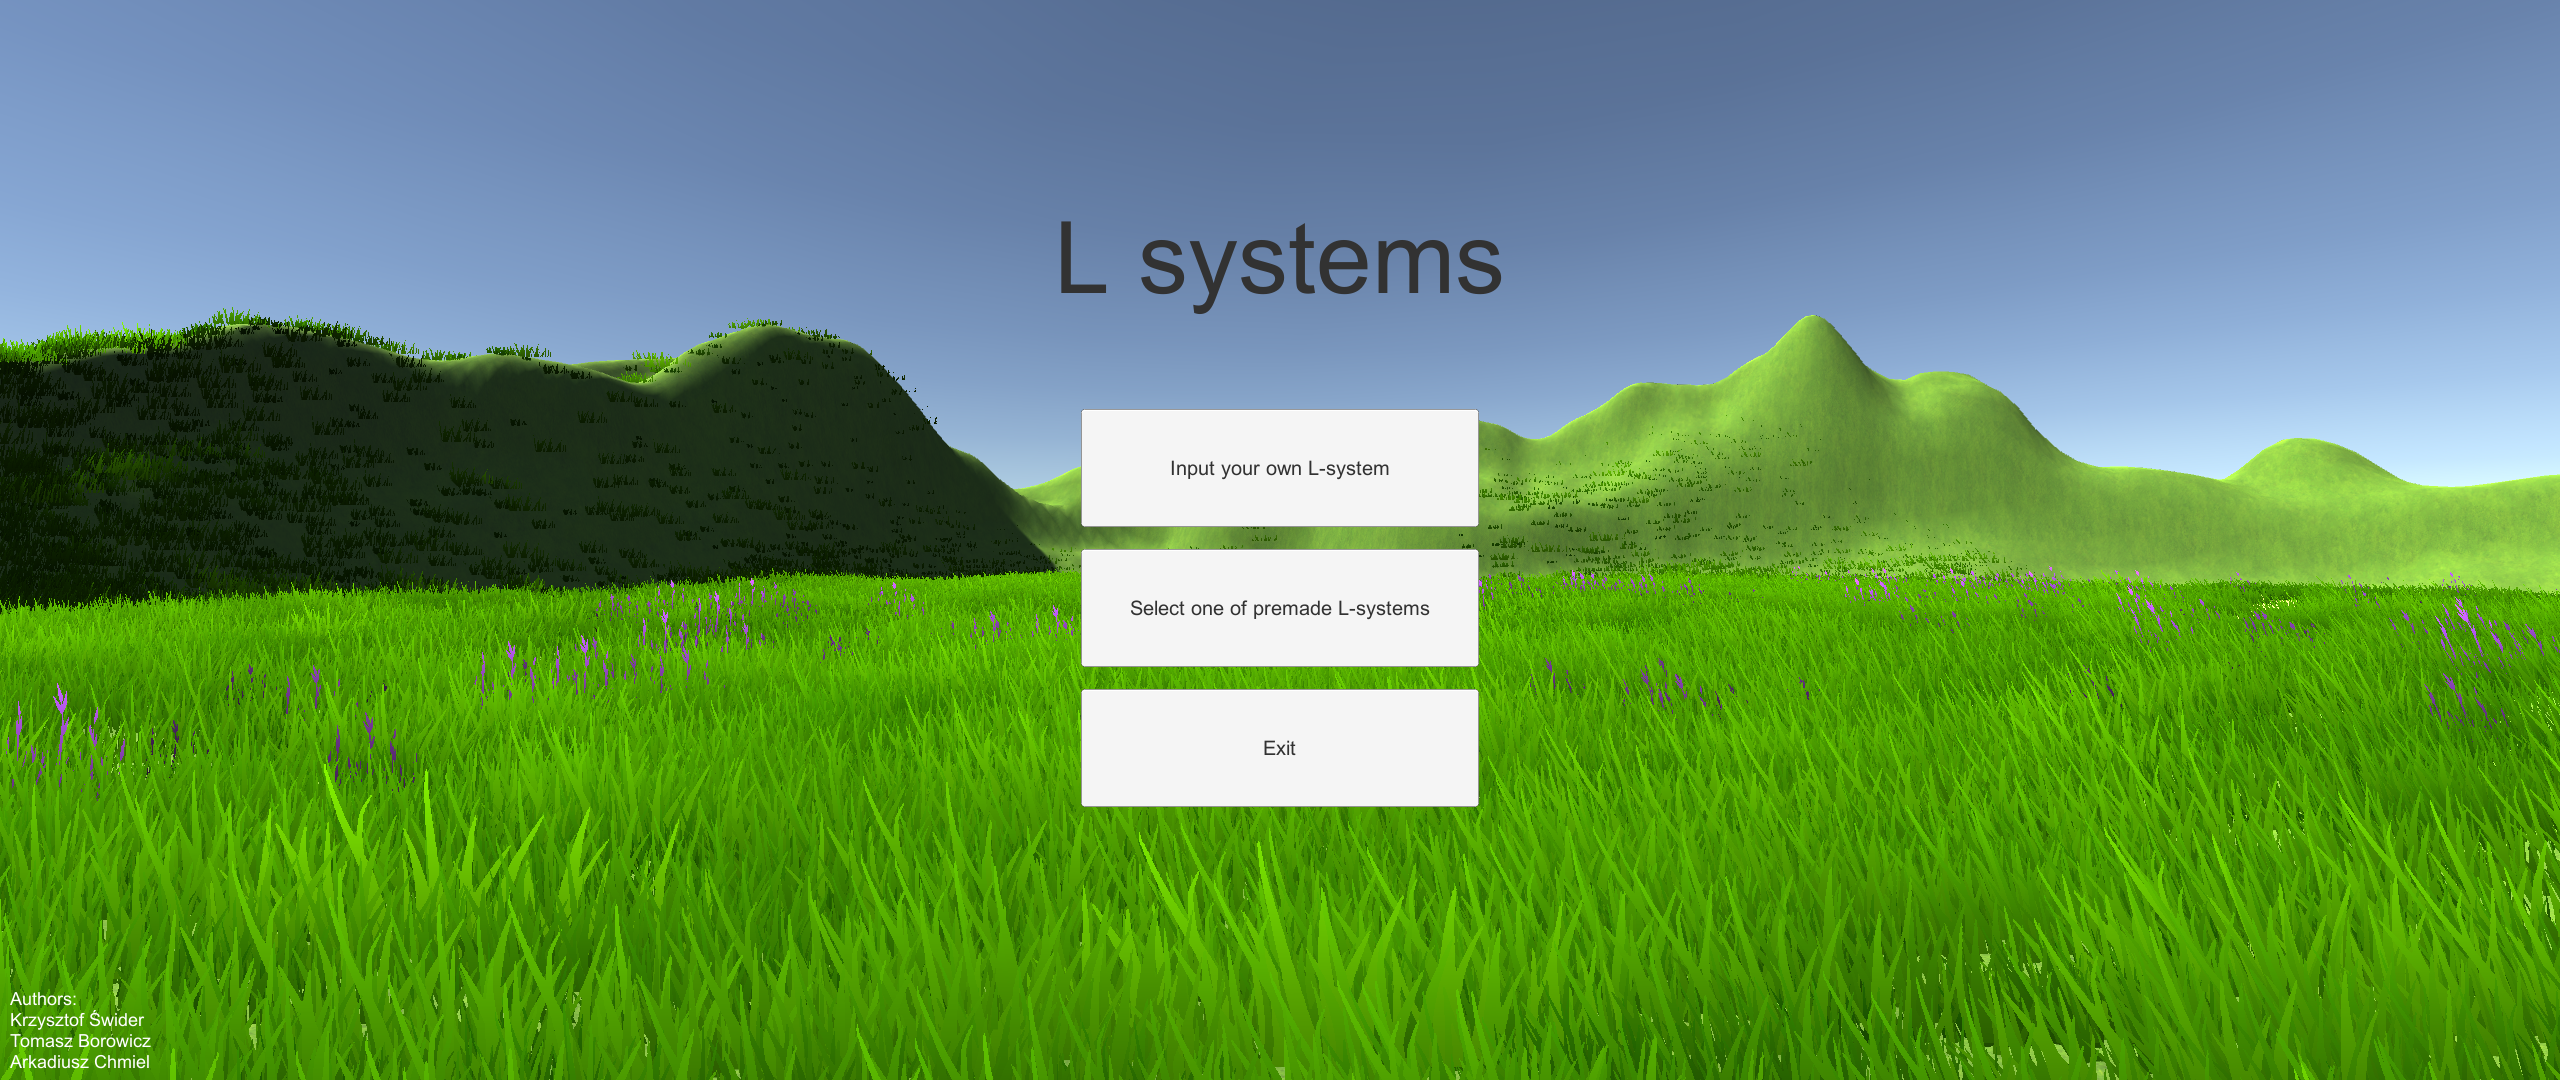 L systems
Input your own L-system
Select one of premade L-systems
Exit
Authors:
Krzysztof Świder
Tomasz Borowicz
Arkadiusz Chmiel